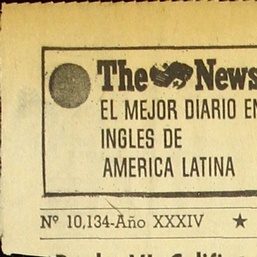 The News
EL MEJOR DIARIO EN
INGLES DE
AMERICA LATINA
Nº 10,134-Año XXXIV ★